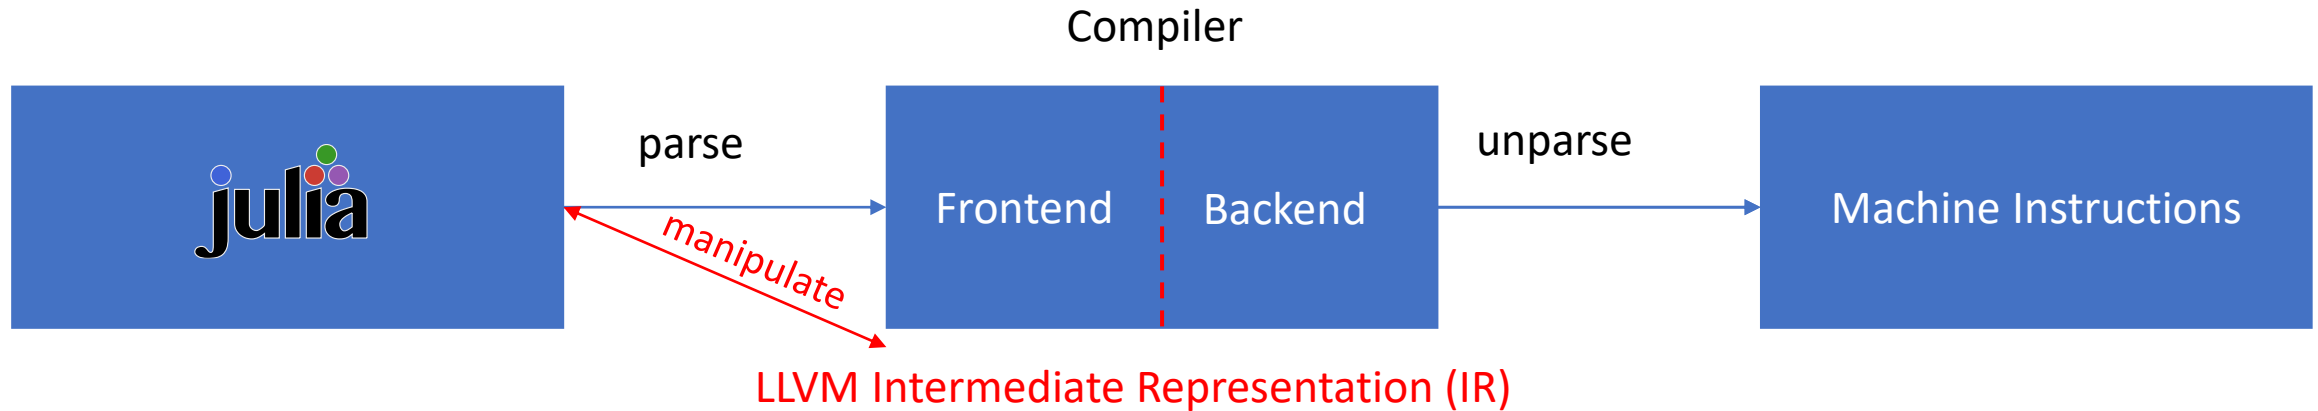 Compiler
julia
parse
unparse
Frontend
Backend
Machine Instructions
manipulate
LLVM Intermediate Representation (IR)